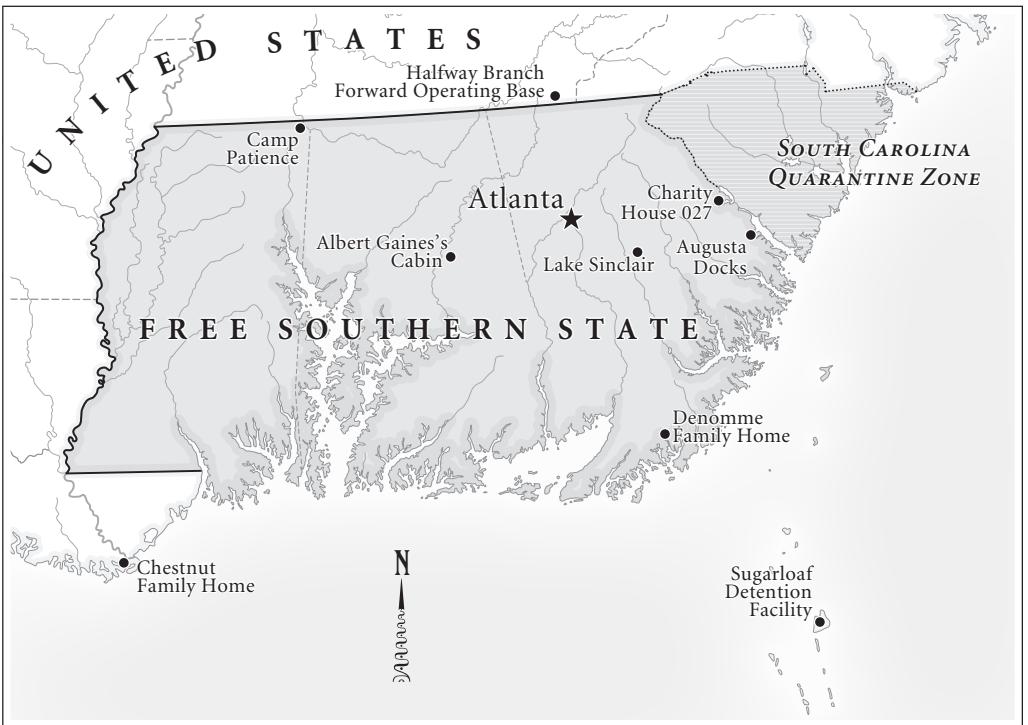 UNITED STATES
Halfway Branch
Forward Operating Base
Camp
Patience
SOUTH CAROLINA
QUARANTINE ZONE
Atlanta
Charity
House 027
Albert Gaines's
Cabin
Lake Sinclair
Augusta
Docks
FREE SOUTHERN STATE
Denomme
Family Home
Chestnut
Family Home
N
Sugarloaf
Detention
Facility